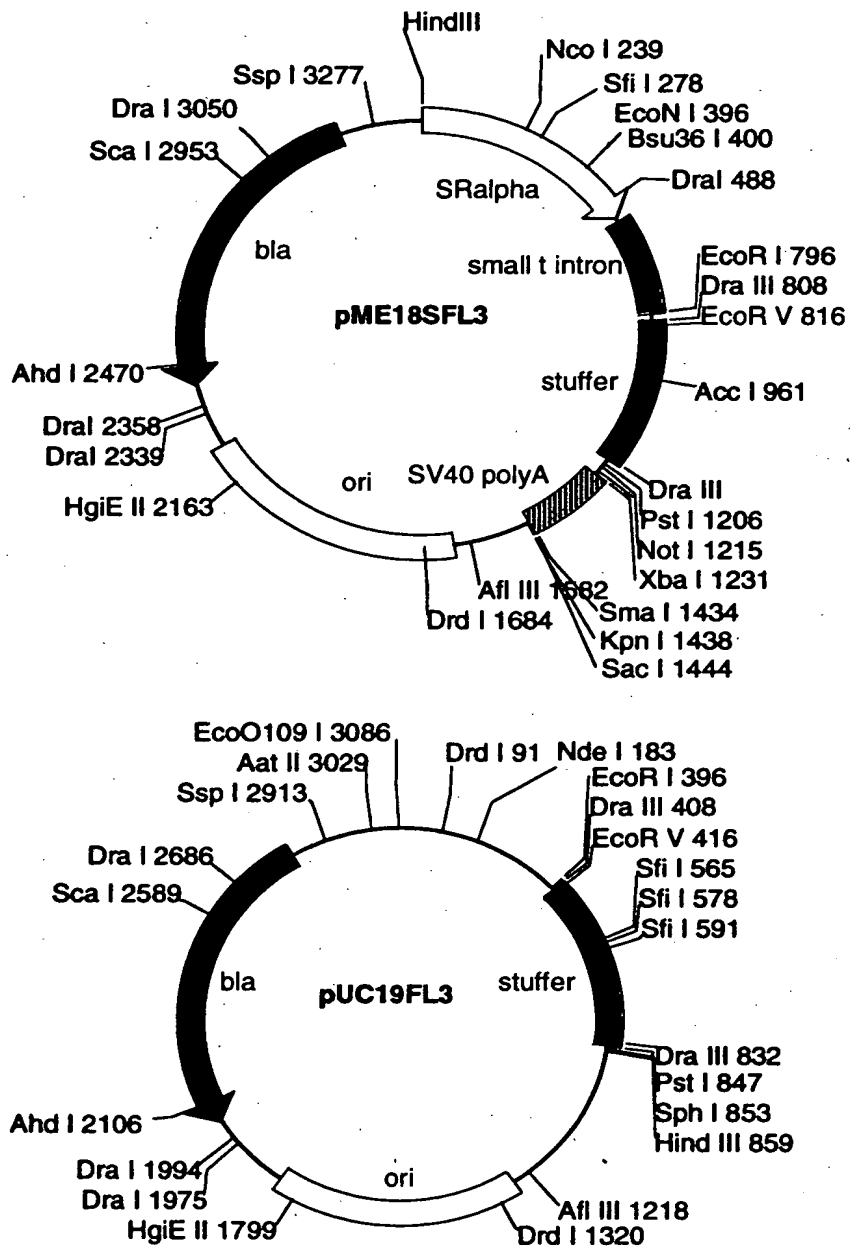 HindIII
Nco I 239
Ssp I 3277
Sfi I 278
Dra I 3050
EcoN I 396
Bsu36 I 400
Sca I 2953
SRalpha
DraI 488
bla
small t intron
EcoR I 796
Dra III 808
pME18SFL3
EcoR V 816
Ahd I 2470
stuffer
Acc I 961
DraI 2358
DraI 2339
ori
SV40 polyA
HgiE II 2163
Dra III
Pst I 1206
Not I 1215
Xba I 1231
Afl III 1582
Drd I 1684
Sma I 1434
Kpn I 1438
Sac I 1444
EcoO109 I 3086
Drd I 91
Nde I 183
Aat II 3029
EcoR I 396
Ssp I 2913
Dra III 408
EcoR V 416
Dra I 2686
Sfi I 565
Sca I 2589
Sfi I 578
Sfi I 591
bla
pUC19FL3
stuffer
Dra III 832
Pst I 847
Sph I 853
Hind III 859
Ahd I 2106
Dra I 1994
Dra I 1975
ori
HgiE II 1799
Afl III 1218
Drd I 1320